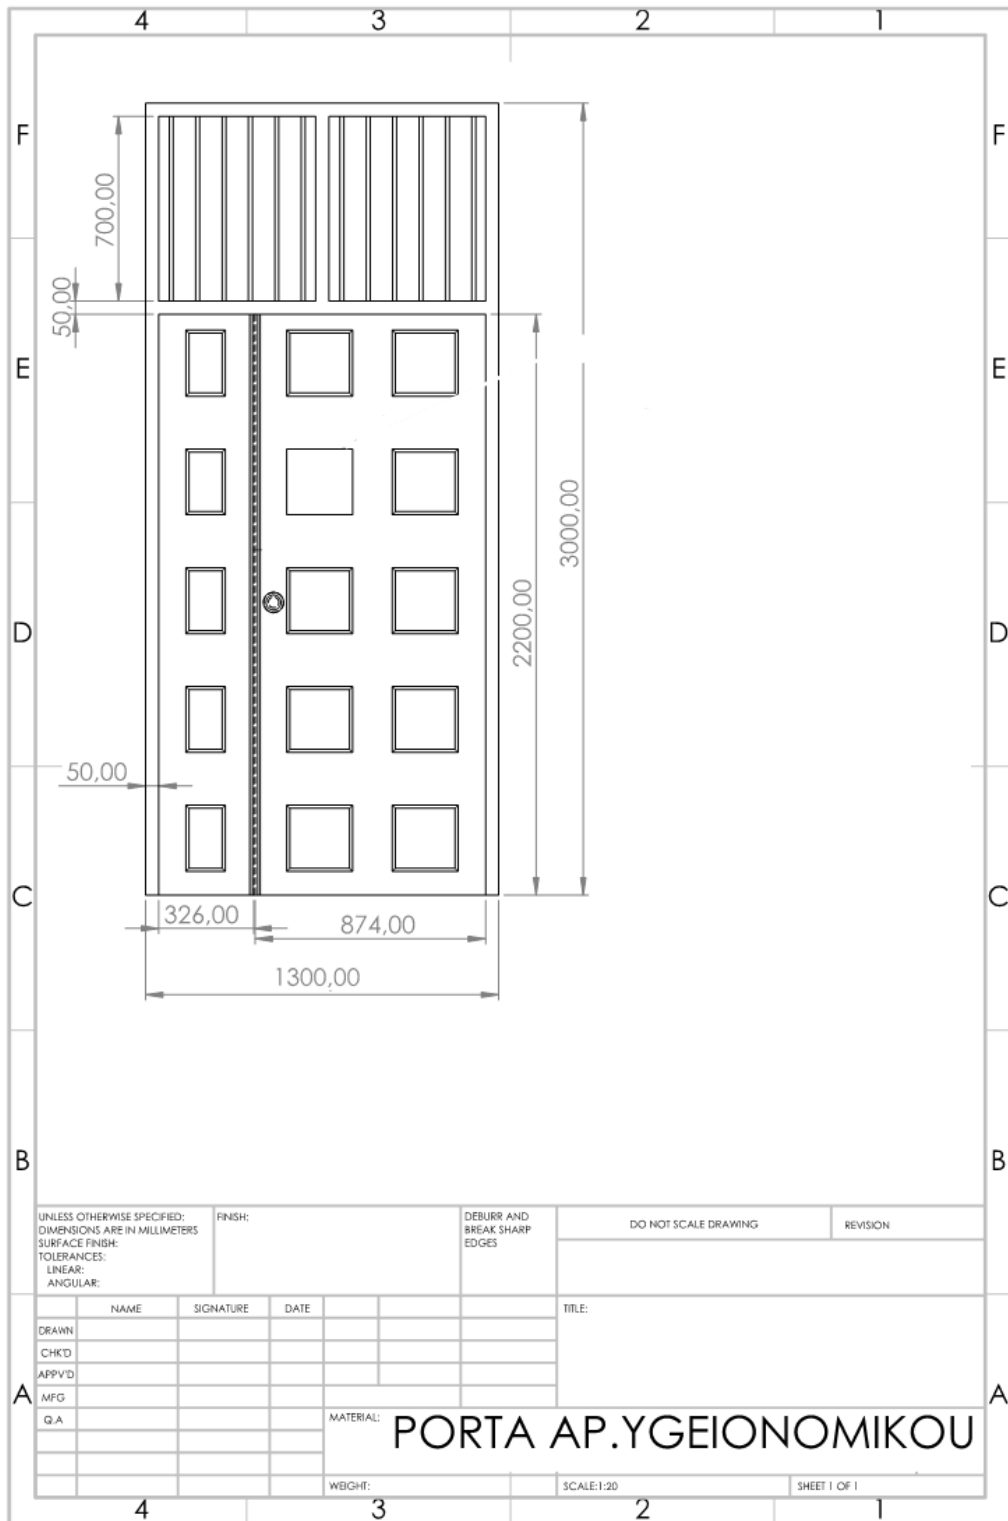 4 3 2 1
F F
700,00
50,00
E E
3000,00
2200,00
D D
50,00
C C
326,00 874,00
1300,00
B B
UNLESS OTHERWISE SPECIFIED:
DIMENSIONS ARE IN MILLIMETERS
SURFACE FINISH:
TOLERANCES:
LINEAR:
ANGULAR:
FINISH:
DEBURR AND
BREAK SHARP
EDGES
DO NOT SCALE DRAWING
REVISION
NAME SIGNATURE DATE
TITLE:
DRAWN
CHK'D
APPV'D
MFG
Q.A
A A
MATERIAL:
PORTA AP.YGEIONOMIKOU
WEIGHT:
SCALE:1:20
SHEET 1 OF 1
4 3 2 1